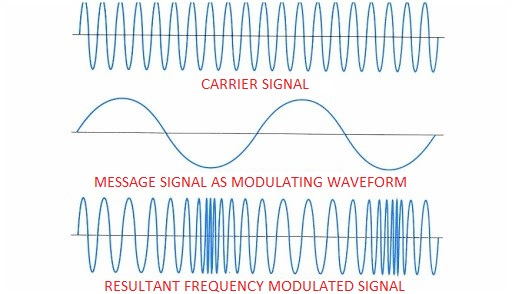 CARRIER SIGNAL
MESSAGE SIGNAL AS MODULATING WAVEFORM
RESULTANT FREQUENCY MODULATED SIGNAL